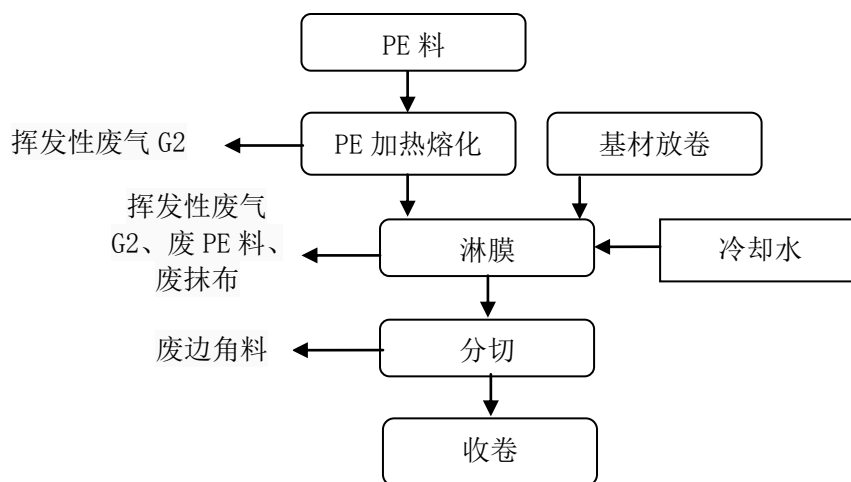 PE 料
挥发性废气 G2
PE 加热熔化
基材放卷
挥发性废气
G2、废 PE 料、
废抹布
淋膜
冷却水
废边角料
分切
收卷